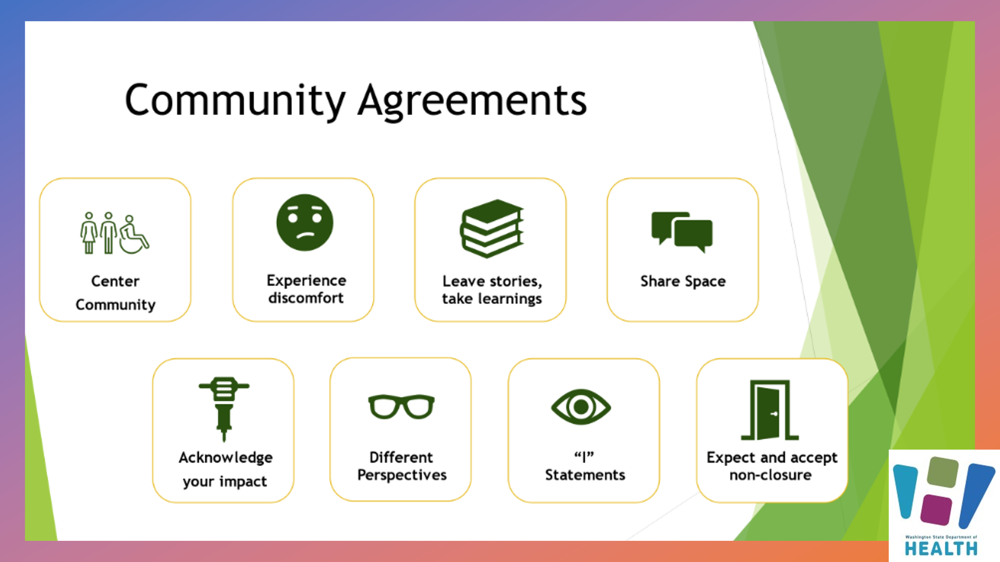 Community Agreements
Center
Community
Experience
discomfort
Leave stories,
take learnings
Share Space
Acknowledge
your impact
Different
Perspectives
“I”
Statements
Expect and accept
non-closure
Washington State Department of
HEALTH